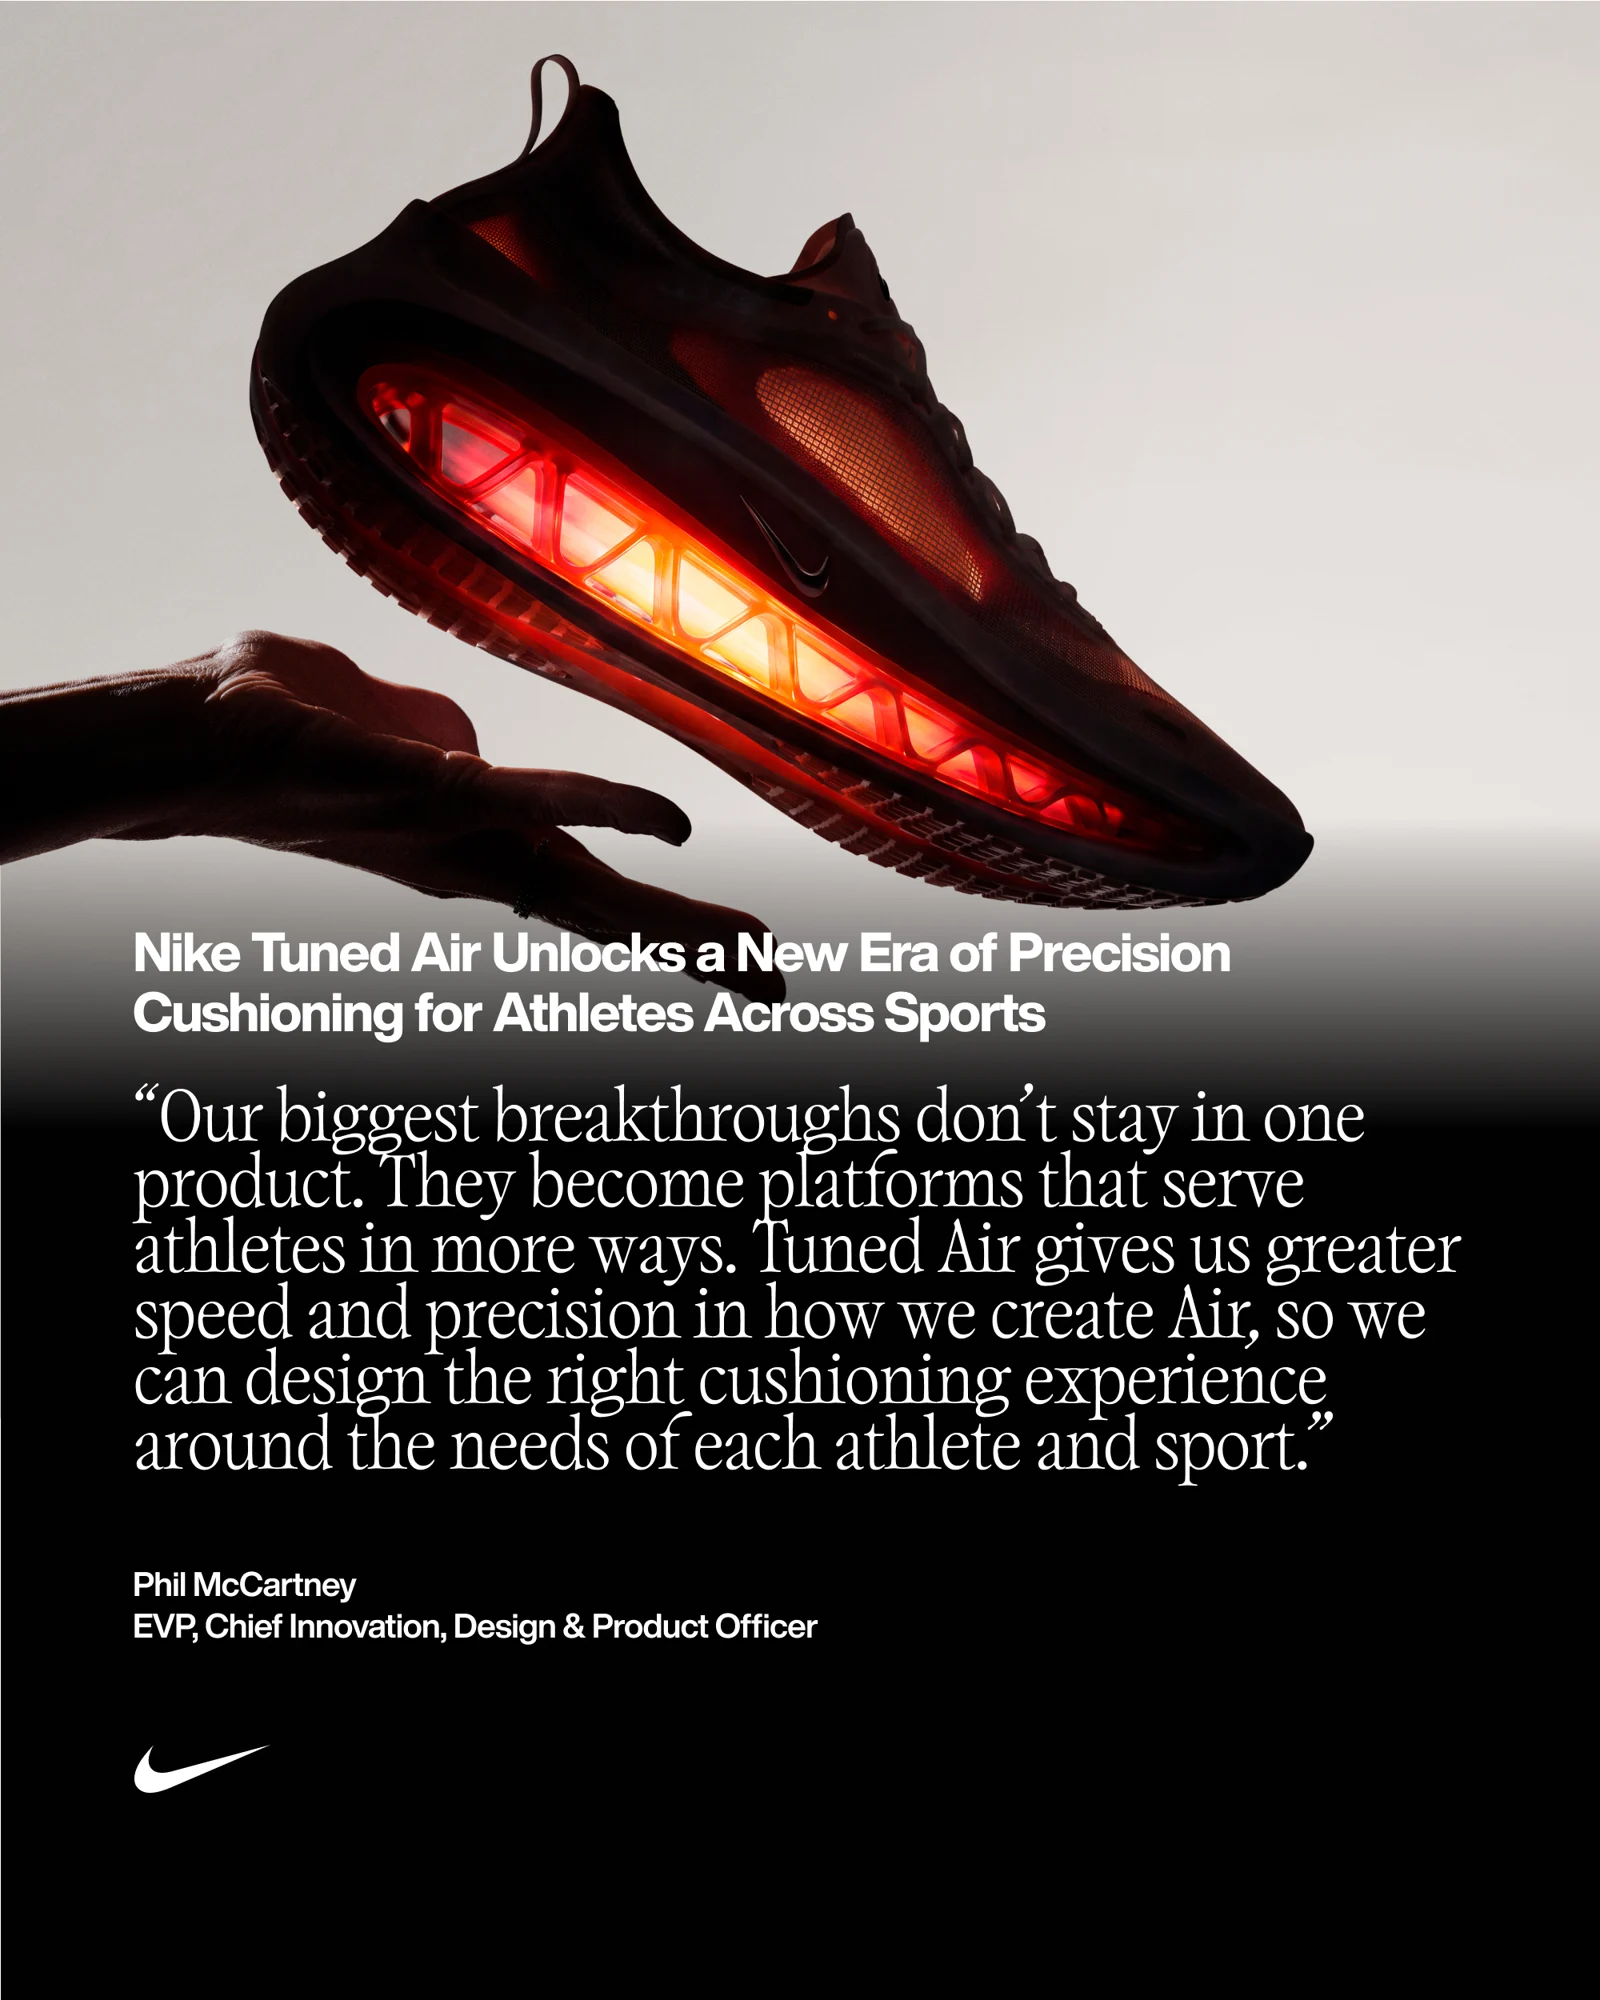 Nike Tuned Air Unlocks a New Era of Precision
Cushioning for Athletes Across Sports
“Our biggest breakthroughs don’t stay in one
product. They become platforms that serve
athletes in more ways. Tuned Air gives us greater
speed and precision in how we create Air, so we
can design the right cushioning experience
around the needs of each athlete and sport.”
Phil McCartney
EVP, Chief Innovation, Design & Product Officer